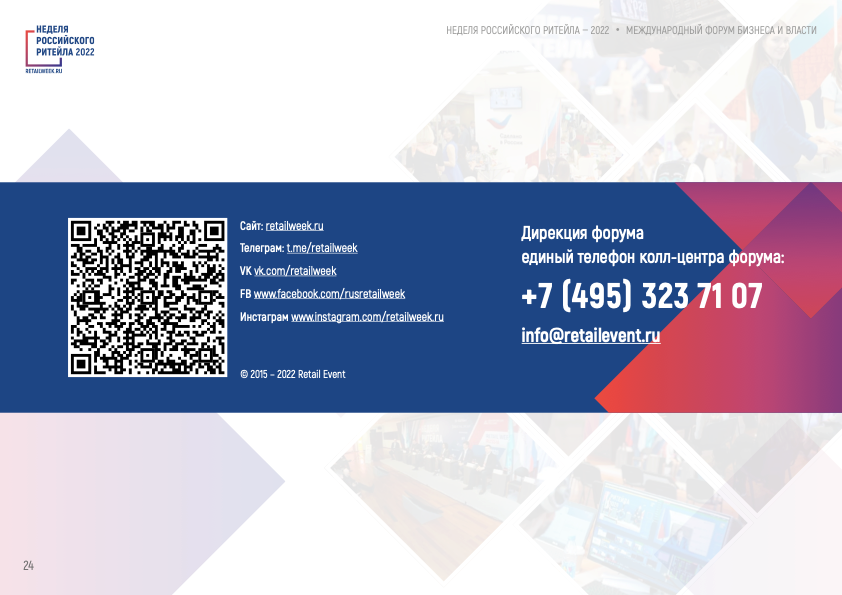 НЕДЕЛЯ
РОССИЙСКОГО
РИТЕЙЛА 2022
RETAILWEEK.RU
НЕДЕЛЯ РОССИЙСКОГО РИТЕЙЛА – 2022 • МЕЖДУНАРОДНЫЙ ФОРУМ БИЗНЕСА И ВЛАСТИ
Сайт: retailweek.ru
Телеграм: t.me/retailweek
VK vk.com/retailweek
FB www.facebook.com/rusretailweek
Инстаграм www.instagram.com/retailweek.ru
© 2015 – 2022 Retail Event
Дирекция форума
единый телефон колл-центра форума:
+7 (495) 323 71 07
info@retailevent.ru
24